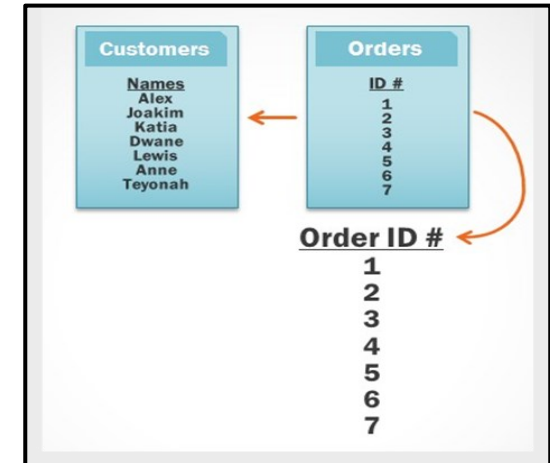 Customers
Names
Alex
Joakim
Katia
Dwane
Lewis
Anne
Teyonah
Orders
ID #
1
2
3
4
5
6
7
Order ID #
1
2
3
4
5
6
7